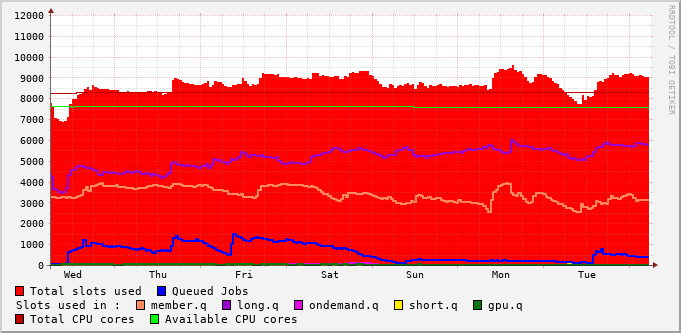 12000
11000
10000
9000
8000
7000
6000
5000
4000
3000
2000
1000
0
Wed Thu Fri Sat Sun Mon Tue
RRDTOOL / TOBI OETIKER
Total slots used Queued Jobs
Slots used in : member.q long.q ondemand.q short.q gpu.q
Total CPU cores Available CPU cores